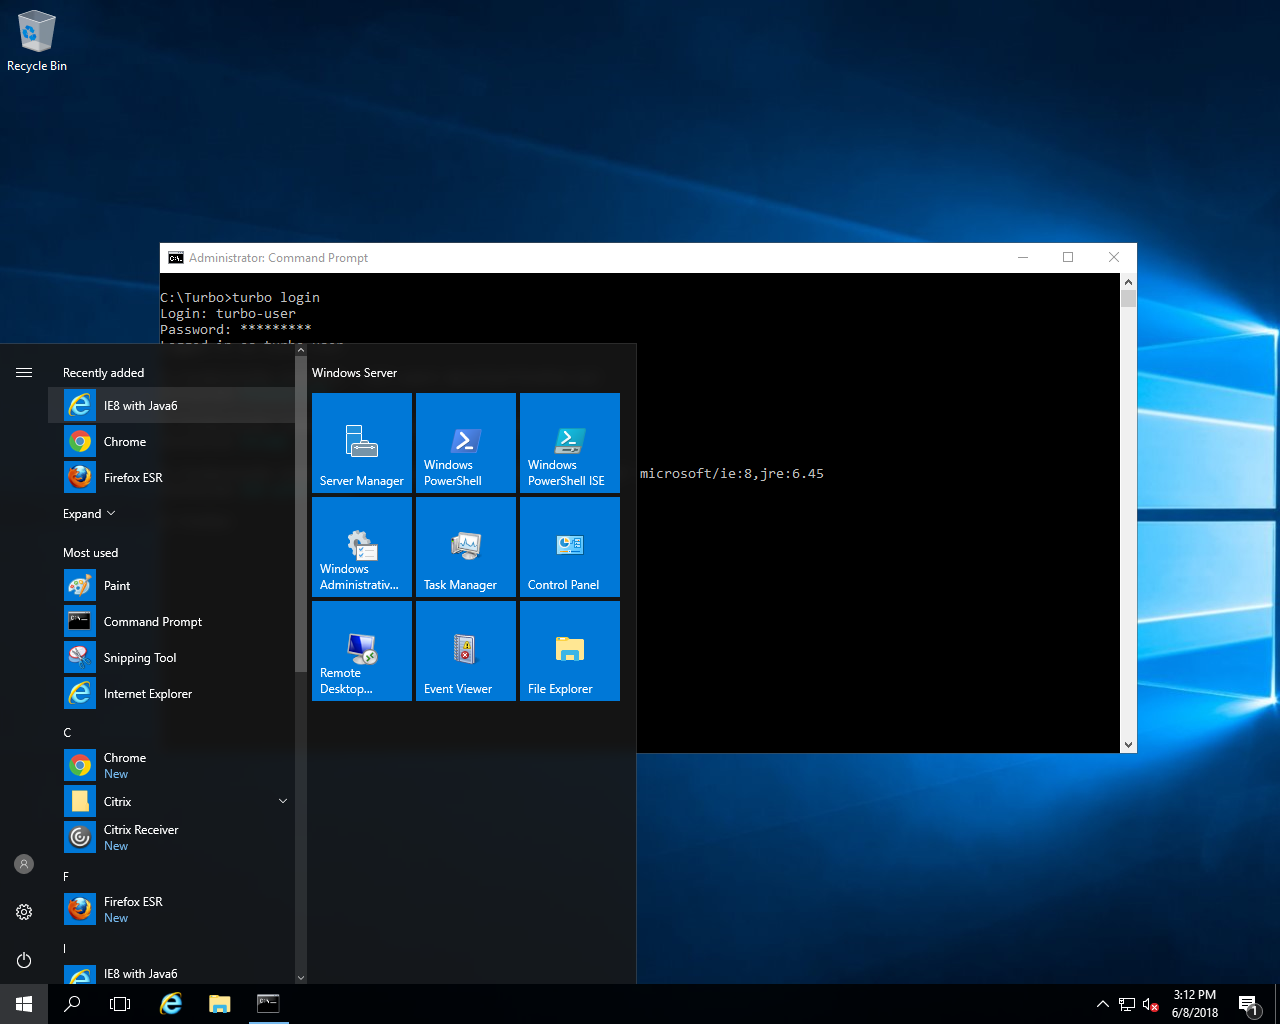 Recycle Bin
Administrator: Command Prompt
C:\Turbo>turbo login
Login: turbo-user
Password: *********
microsoft/ie:8,jre:6.45
Recently added
IE8 with Java6
Chrome
Firefox ESR
Expand
Most used
Paint
Command Prompt
Snipping Tool
Internet Explorer
C
Chrome
New
Citrix
Citrix Receiver
New
F
Firefox ESR
New
I
IE8 with Java6
Windows Server
Server Manager
Windows PowerShell
Windows PowerShell ISE
Windows Administrativ...
Task Manager
Control Panel
Remote Desktop...
Event Viewer
File Explorer
3:12 PM
6/8/2018
1